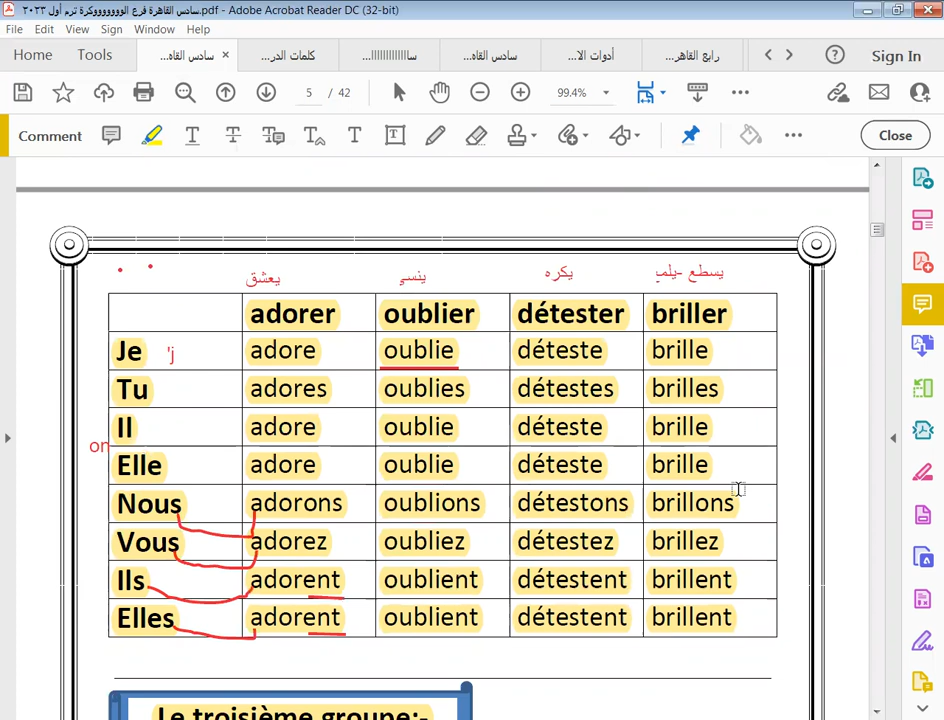 سادس القاهرة فرع الوووووووكرة ترم أول ٢٠٢٣.pdf - Adobe Acrobat Reader DC (32-bit)
File Edit View Sign Window Help
Home Tools سادس القاه... × كلمات الدر... سادس القاه... أدوات الا... رابع القاهر... Sign In
5 / 42 99.4%
Comment Close
يعشق ينسي يكره يسطع -يلمع
adorer oublier détester briller
Je j' adore oublie déteste brille
Tu adores oublies détestes brilles
Il adore oublie déteste brille
on
Elle adore oublie déteste brille
Nous adorons oublions détestons brillons
Vous adorez oubliez détestez brillez
Ils adorent oublient détestent brillent
Elles adorent oublient détestent brillent
Le troisième groupe:-